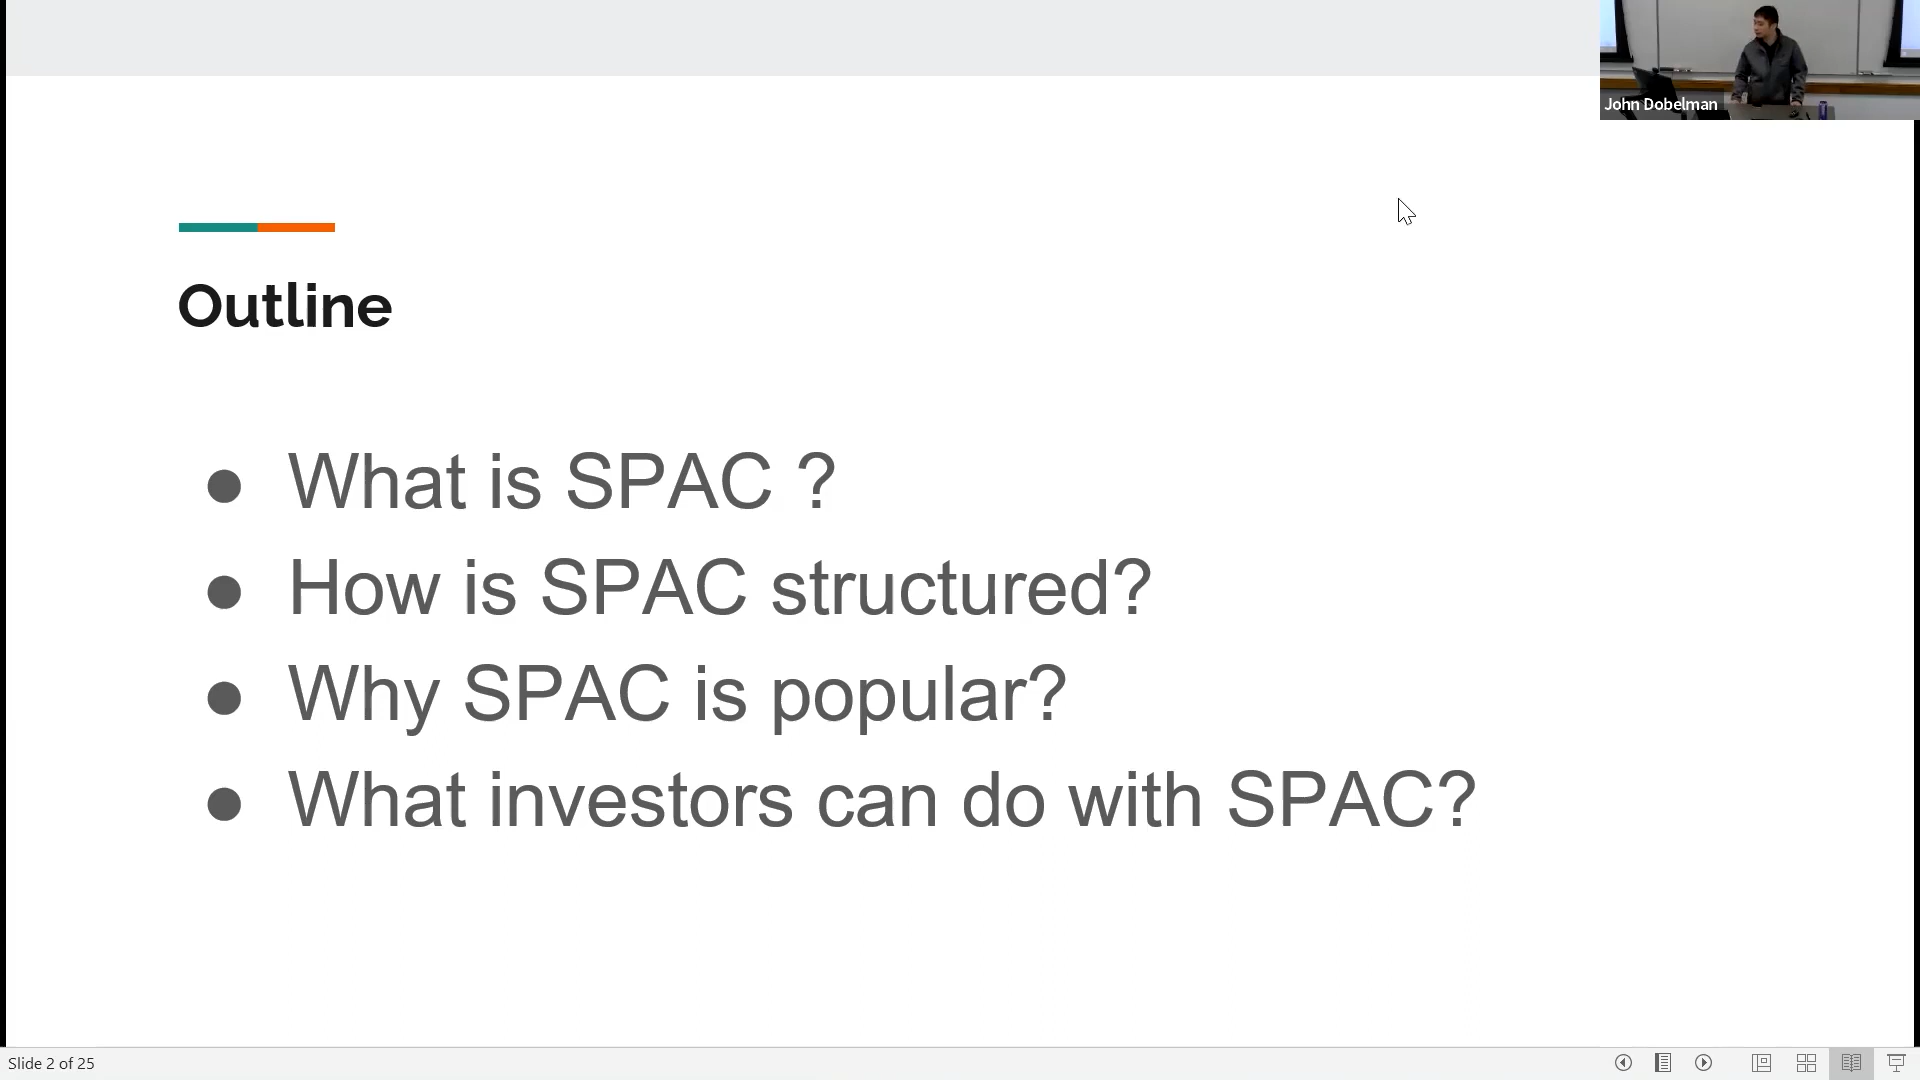 John Dobelman
Outline
● What is SPAC ?
● How is SPAC structured?
● Why SPAC is popular?
● What investors can do with SPAC?
Slide 2 of 25